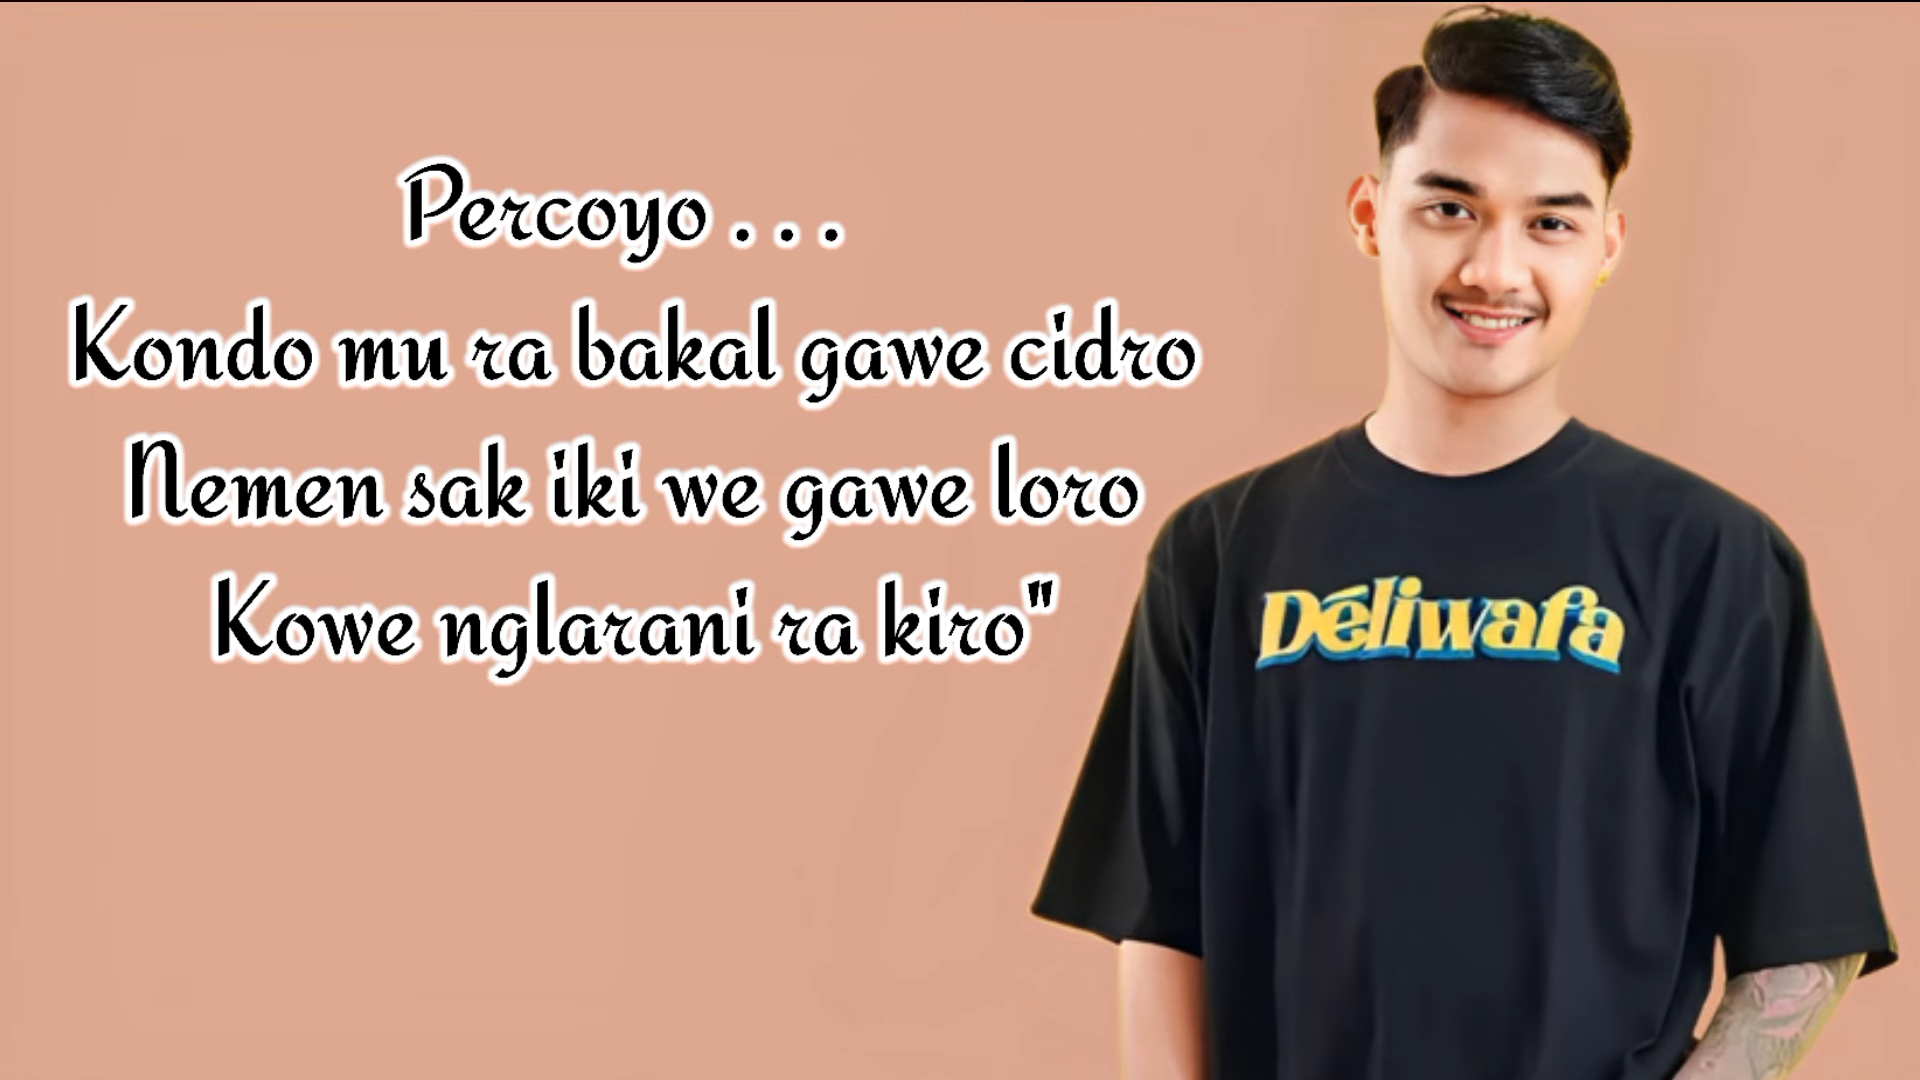 Percoyo . . .
Kondo mu ra bakal gawe cidro
Nemen sak iki we gawe loro
Kowe nglarani ra kiro"
Déliwafa